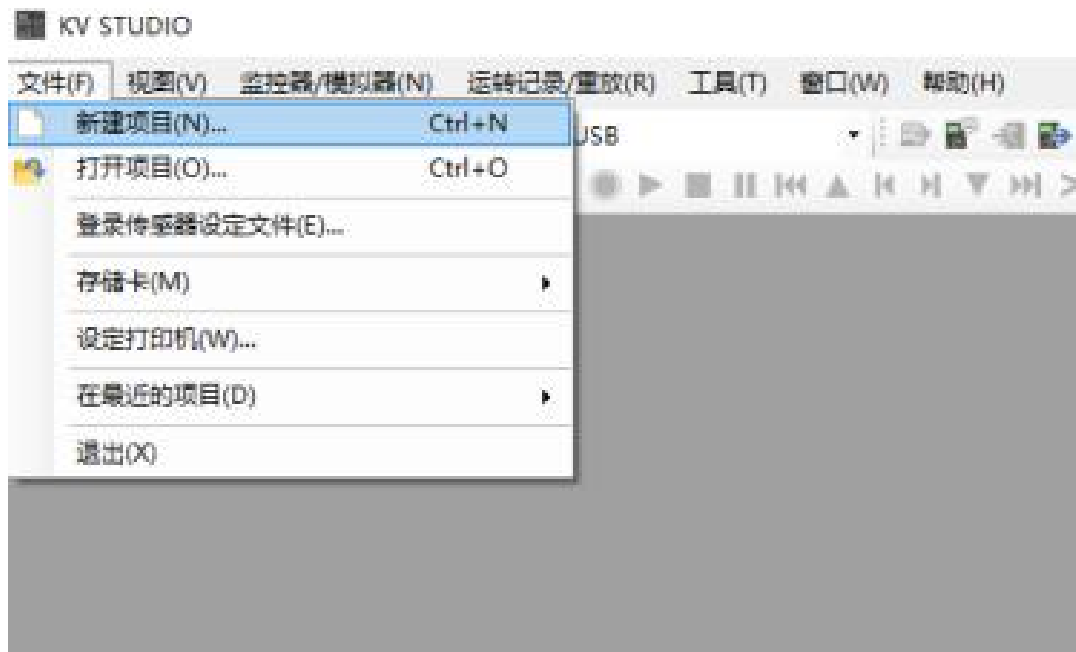 KV STUDIO
文件(F) 视图(V) 监控器/模拟器(N) 运转记录/重放(R) 工具(T) 窗口(W) 帮助(H)
新建项目(N)... Ctrl+N USB
打开项目(O)... Ctrl+O
登录传感器设定文件(E)...
存储卡(M)
设定打印机(W)...
在最近的项目(D)
退出(X)